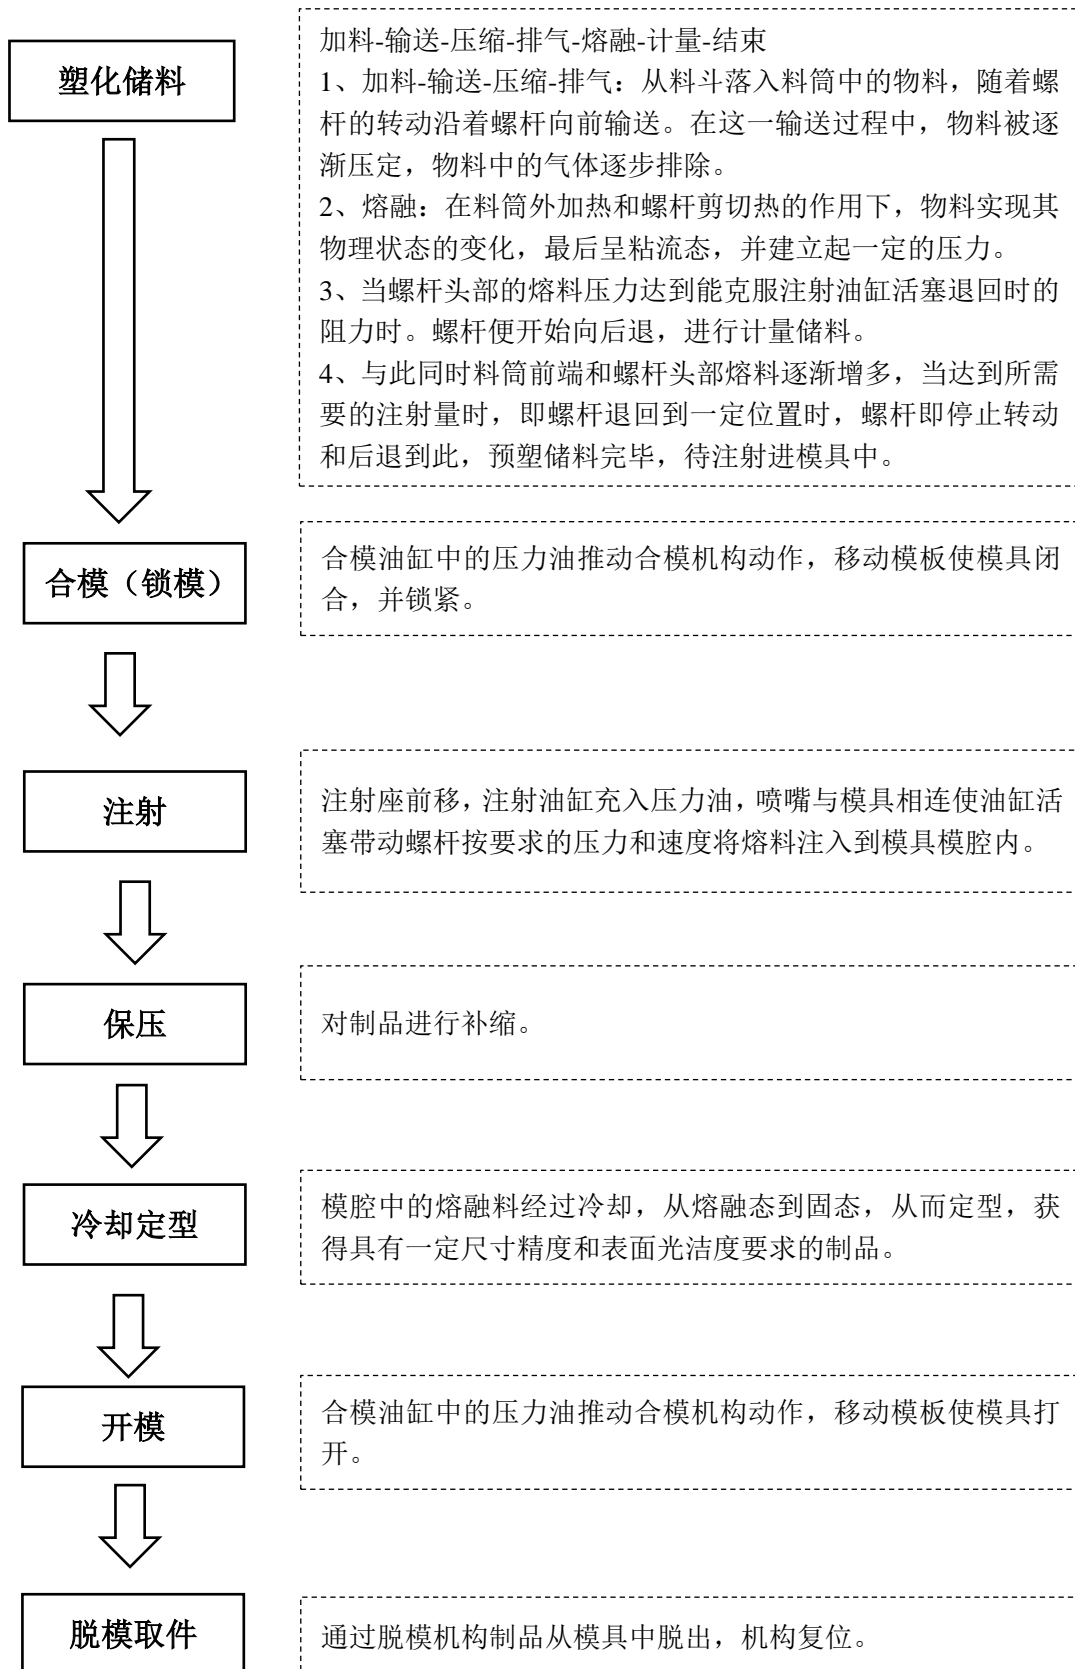 塑化储料
加料-输送-压缩-排气-熔融-计量-结束
1、加料-输送-压缩-排气：从料斗落入料筒中的物料，随着螺
杆的转动沿着螺杆向前输送。在这一输送过程中，物料被逐
渐压定，物料中的气体逐步排除。
2、熔融：在料筒外加热和螺杆剪切热的作用下，物料实现其
物理状态的变化，最后呈粘流态，并建立起一定的压力。
3、当螺杆头部的熔料压力达到能克服注射油缸活塞退回时的
阻力时。螺杆便开始向后退，进行计量储料。
4、与此同时料筒前端和螺杆头部熔料逐渐增多，当达到所需
要的注射量时，即螺杆退回到一定位置时，螺杆即停止转动
和后退到此，预塑储料完毕，待注射进模具中。
合模（锁模）
合模油缸中的压力油推动合模机构动作，移动模板使模具闭
合，并锁紧。
注射
注射座前移，注射油缸充入压力油，喷嘴与模具相连使油缸活
塞带动螺杆按要求的压力和速度将熔料注入到模具模腔内。
保压
对制品进行补缩。
冷却定型
模腔中的熔融料经过冷却，从熔融态到固态，从而定型，获
得具有一定尺寸精度和表面光洁度要求的制品。
开模
合模油缸中的压力油推动合模机构动作，移动模板使模具打
开。
脱模取件
通过脱模机构制品从模具中脱出，机构复位。